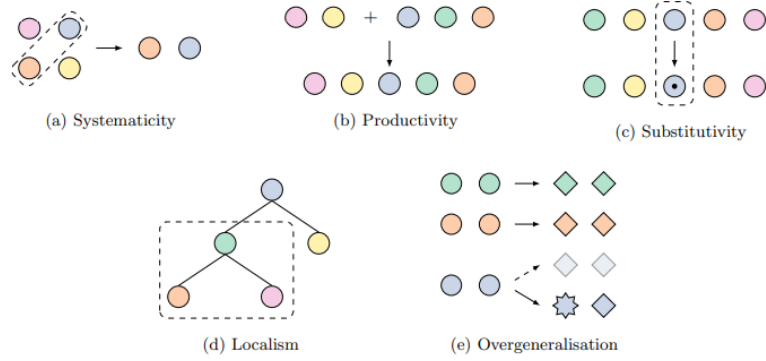 +
(a) Systematicity
(b) Productivity
(c) Substitutivity
(d) Localism
(e) Overgeneralisation